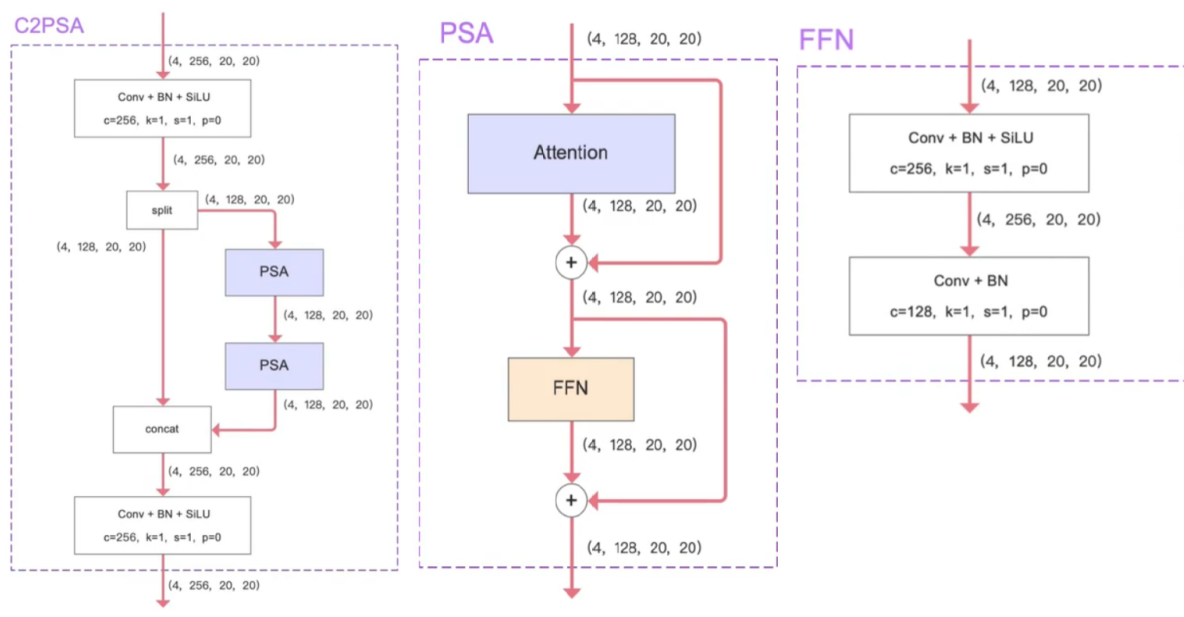 C2PSA
(4, 256, 20, 20)
Conv + BN + SiLU
c=256, k=1, s=1, p=0
(4, 256, 20, 20)
split
(4, 128, 20, 20)
(4, 128, 20, 20)
PSA
(4, 128, 20, 20)
PSA
(4, 128, 20, 20)
concat
(4, 256, 20, 20)
Conv + BN + SiLU
c=256, k=1, s=1, p=0
(4, 256, 20, 20)
PSA
(4, 128, 20, 20)
Attention
(4, 128, 20, 20)
+
(4, 128, 20, 20)
FFN
(4, 128, 20, 20)
+
(4, 128, 20, 20)
FFN
(4, 128, 20, 20)
Conv + BN + SiLU
c=256, k=1, s=1, p=0
(4, 256, 20, 20)
Conv + BN
c=128, k=1, s=1, p=0
(4, 128, 20, 20)